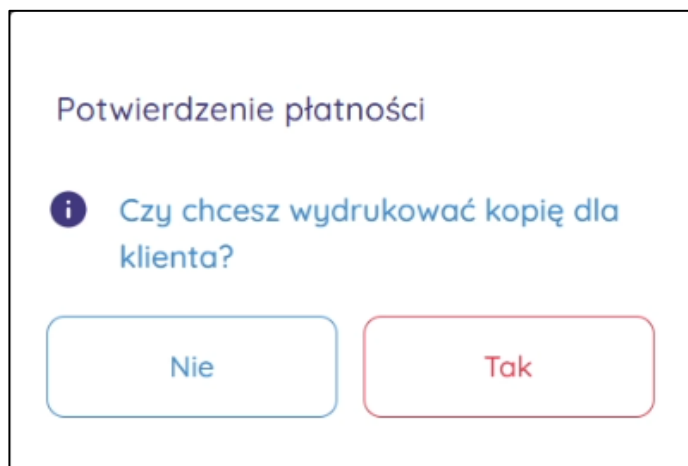 Potwierdzenie płatności
Czy chcesz wydrukować kopię dla
klienta?
Nie
Tak